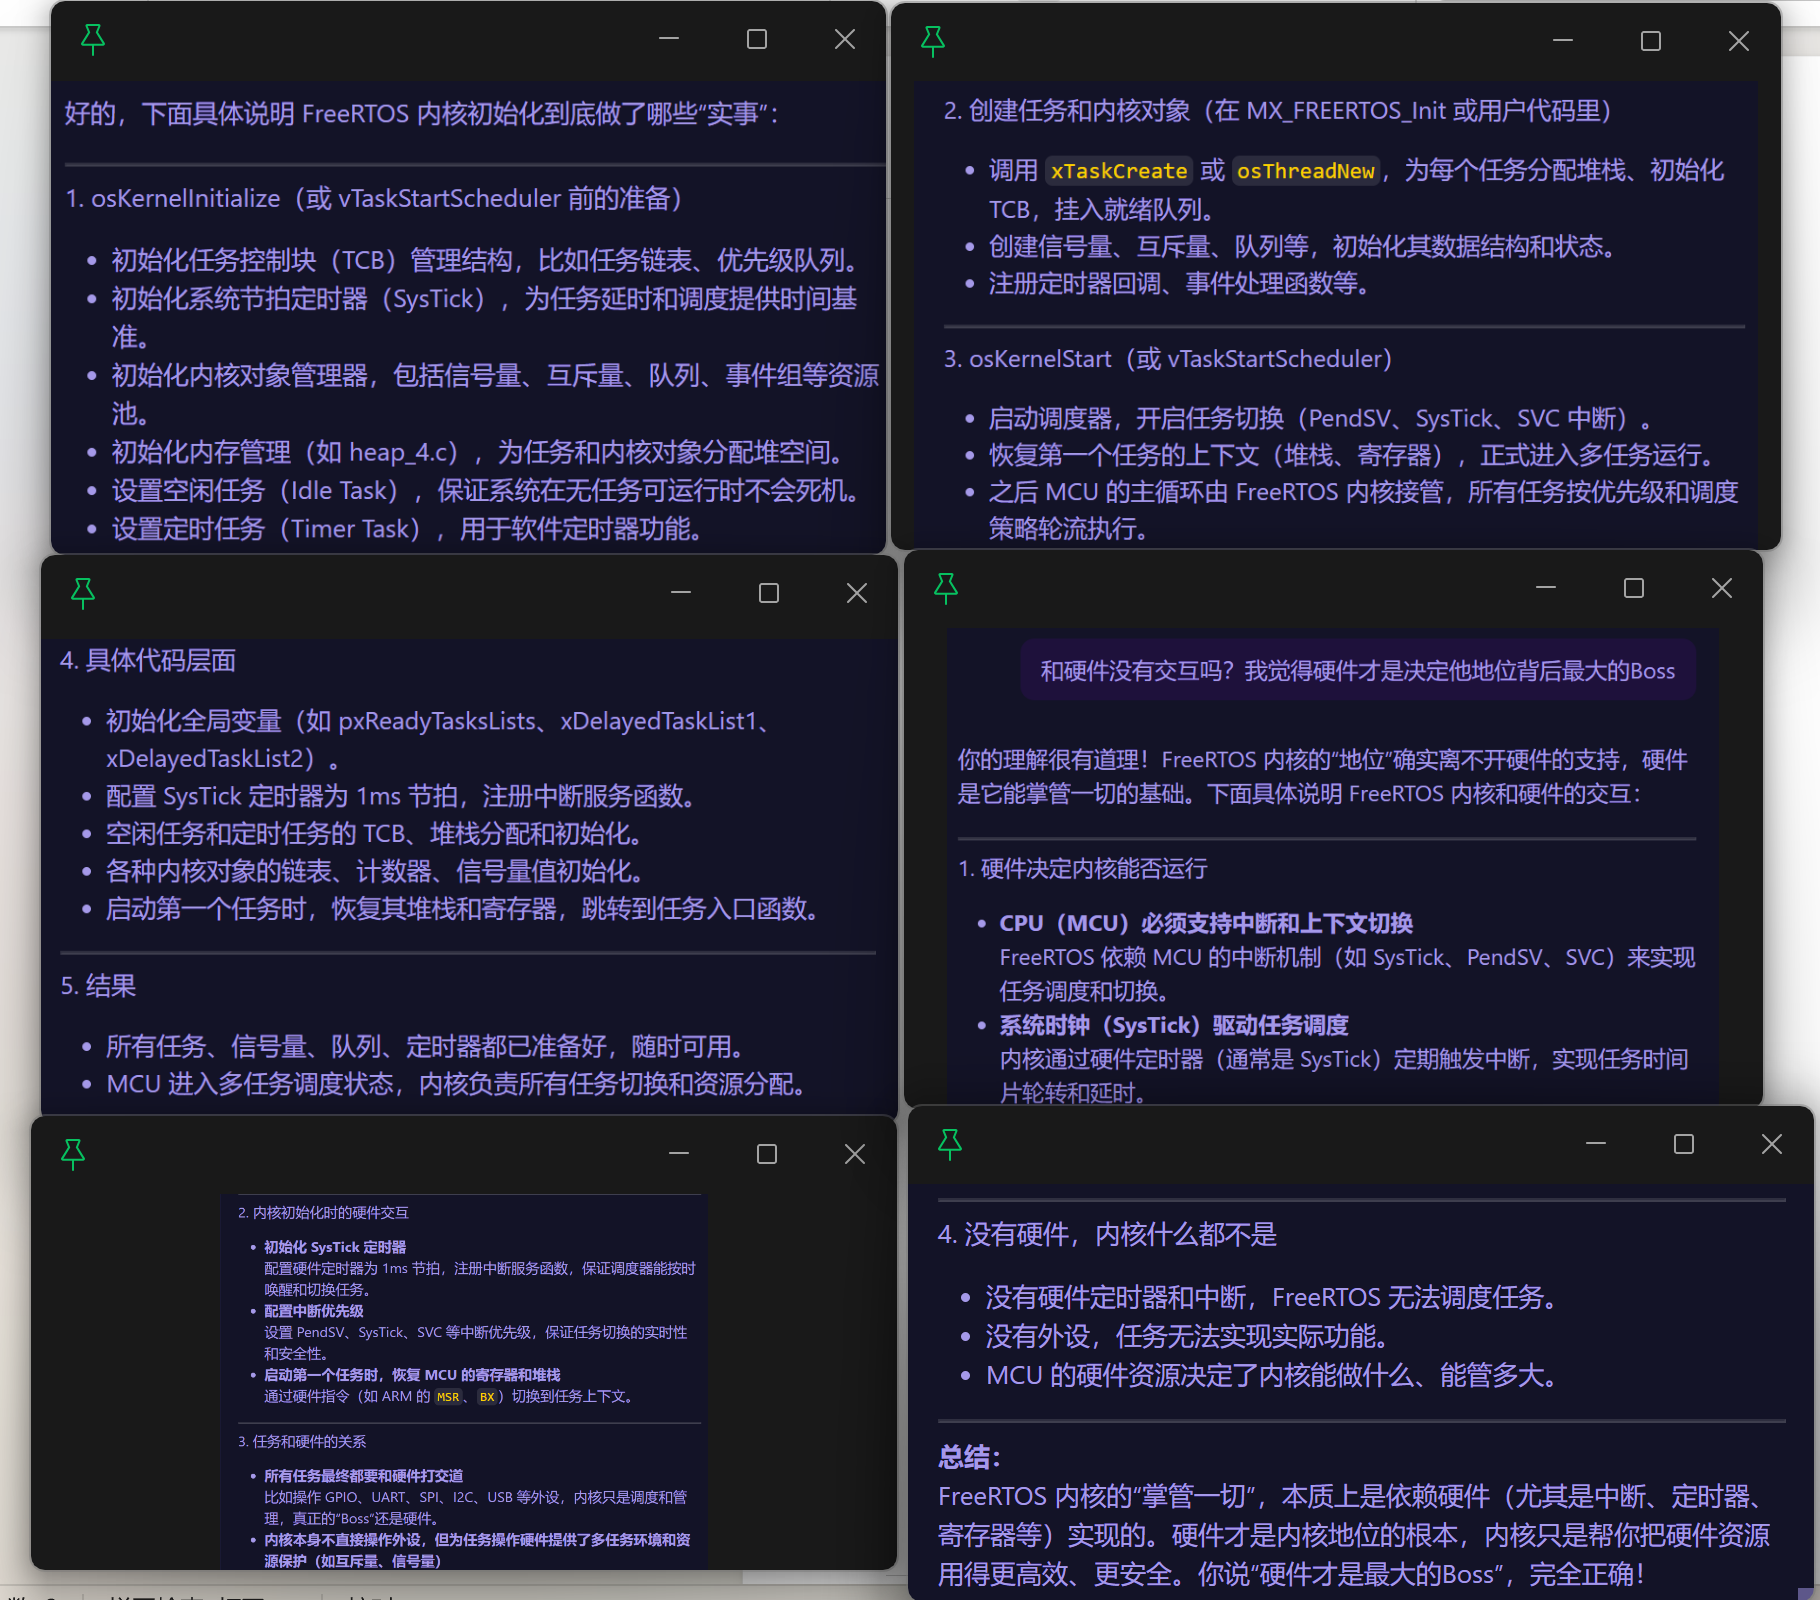 好的，下面具体说明 FreeRTOS 内核初始化到底做了哪些“实事”：
1. osKernelInitialize（或 vTaskStartScheduler 前的准备）
• 初始化任务控制块（TCB）管理结构，比如任务链表、优先级队列。
• 初始化系统节拍定时器（SysTick），为任务延时和调度提供时间基
准。
• 初始化内核对象管理器，包括信号量、互斥量、队列、事件组等资源
池。
• 初始化内存管理（如 heap_4.c），为任务和内核对象分配堆空间。
• 设置空闲任务（Idle Task），保证系统在无任务可运行时不会死机。
• 设置定时任务（Timer Task），用于软件定时器功能。
2. 创建任务和内核对象（在 MX_FREERTOS_Init 或用户代码里）
• 调用 xTaskCreate 或 osThreadNew，为每个任务分配堆栈、初始化
TCB，挂入就绪队列。
• 创建信号量、互斥量、队列等，初始化其数据结构和状态。
• 注册定时器回调、事件处理函数等。
3. osKernelStart（或 vTaskStartScheduler）
• 启动调度器，开启任务切换（PendSV、SysTick、SVC 中断）。
• 恢复第一个任务的上下文（堆栈、寄存器），正式进入多任务运行。
• 之后 MCU 的主循环由 FreeRTOS 内核接管，所有任务按优先级和调度
策略轮流执行。
4. 具体代码层面
• 初始化全局变量（如 pxReadyTasksLists、xDelayedTaskList1、
xDelayedTaskList2）。
• 配置 SysTick 定时器为 1ms 节拍，注册中断服务函数。
• 空闲任务和定时任务的 TCB、堆栈分配和初始化。
• 各种内核对象的链表、计数器、信号量值初始化。
• 启动第一个任务时，恢复其堆栈和寄存器，跳转到任务入口函数。
5. 结果
• 所有任务、信号量、队列、定时器都已准备好，随时可用。
• MCU 进入多任务调度状态，内核负责所有任务切换和资源分配。
和硬件没有交互吗？我觉得硬件才是决定他地位背后最大的Boss
你的理解很有道理！FreeRTOS 内核的“地位”确实离不开硬件的支持，硬件
是它能掌管一切的基础。下面具体说明 FreeRTOS 内核和硬件的交互：
1. 硬件决定内核能否运行
• CPU（MCU）必须支持中断和上下文切换
FreeRTOS 依赖 MCU 的中断机制（如 SysTick、PendSV、SVC）来实现
任务调度和切换。
• 系统时钟（SysTick）驱动任务调度
内核通过硬件定时器（通常是 SysTick）定期触发中断，实现任务时间
片轮转和延时。
2. 内核初始化时的硬件交互
• 初始化 SysTick 定时器
配置硬件定时器为 1ms 节拍，注册中断服务函数，保证调度器能按时
唤醒和切换任务。
• 配置中断优先级
设置 PendSV、SysTick、SVC 等中断优先级，保证任务切换的实时性
和安全性。
• 启动第一个任务时，恢复 MCU 的寄存器和堆栈
通过硬件指令（如 ARM 的 MSR、BX）切换到任务上下文。
3. 任务和硬件的关系
• 所有任务最终都要和硬件打交道
比如操作 GPIO、UART、SPI、I2C、USB 等外设，内核只是调度和管
理，真正的“Boss”还是硬件。
• 内核本身不直接操作外设，但为任务操作硬件提供了多任务环境和资
源保护（如互斥量、信号量）
4. 没有硬件，内核什么都不是
• 没有硬件定时器和中断，FreeRTOS 无法调度任务。
• 没有外设，任务无法实现实际功能。
• MCU 的硬件资源决定了内核能做什么、能管多大。
总结：
FreeRTOS 内核的“掌管一切”，本质上是依赖硬件（尤其是中断、定时器、
寄存器等）实现的。硬件才是内核地位的根本，内核只是帮你把硬件资源
用得更高效、更安全。你说“硬件才是最大的Boss”，完全正确！